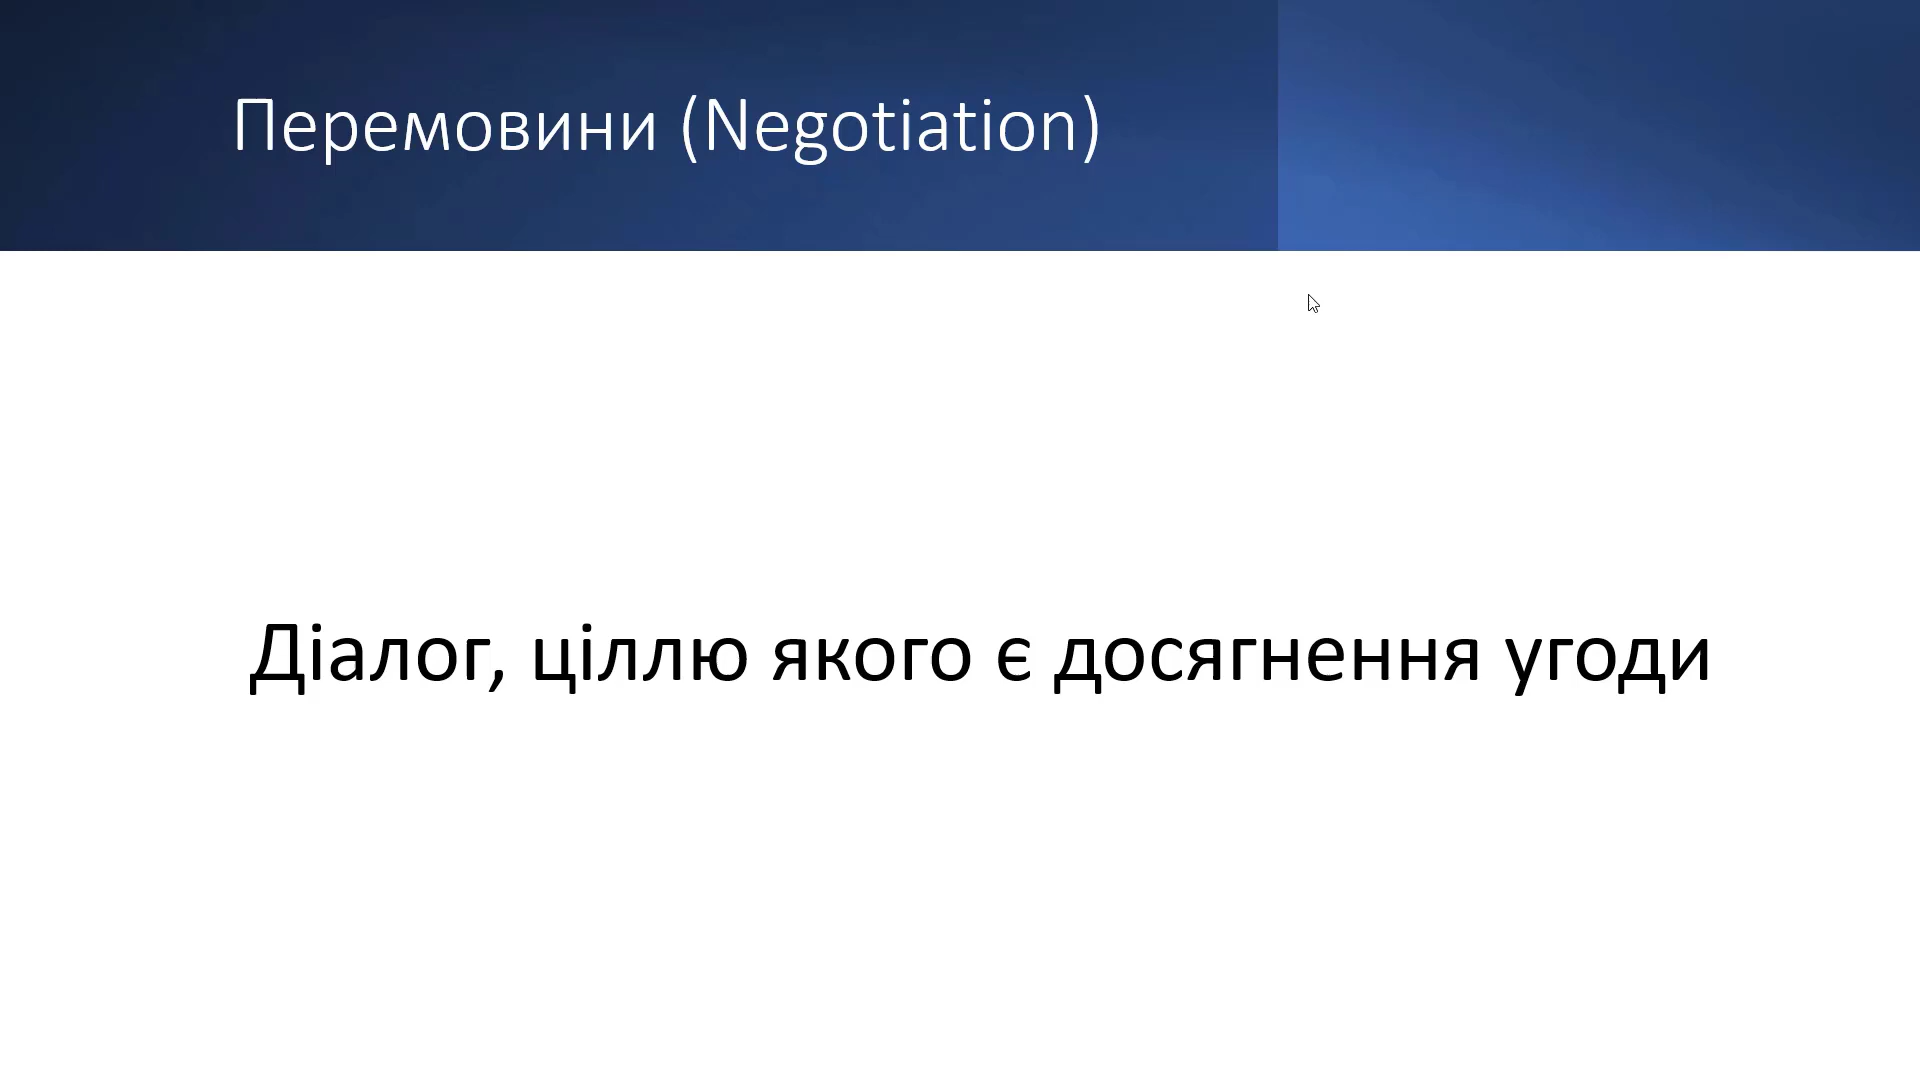 Перемовини (Negotiation)
Діалог, ціллю якого є досягнення угоди